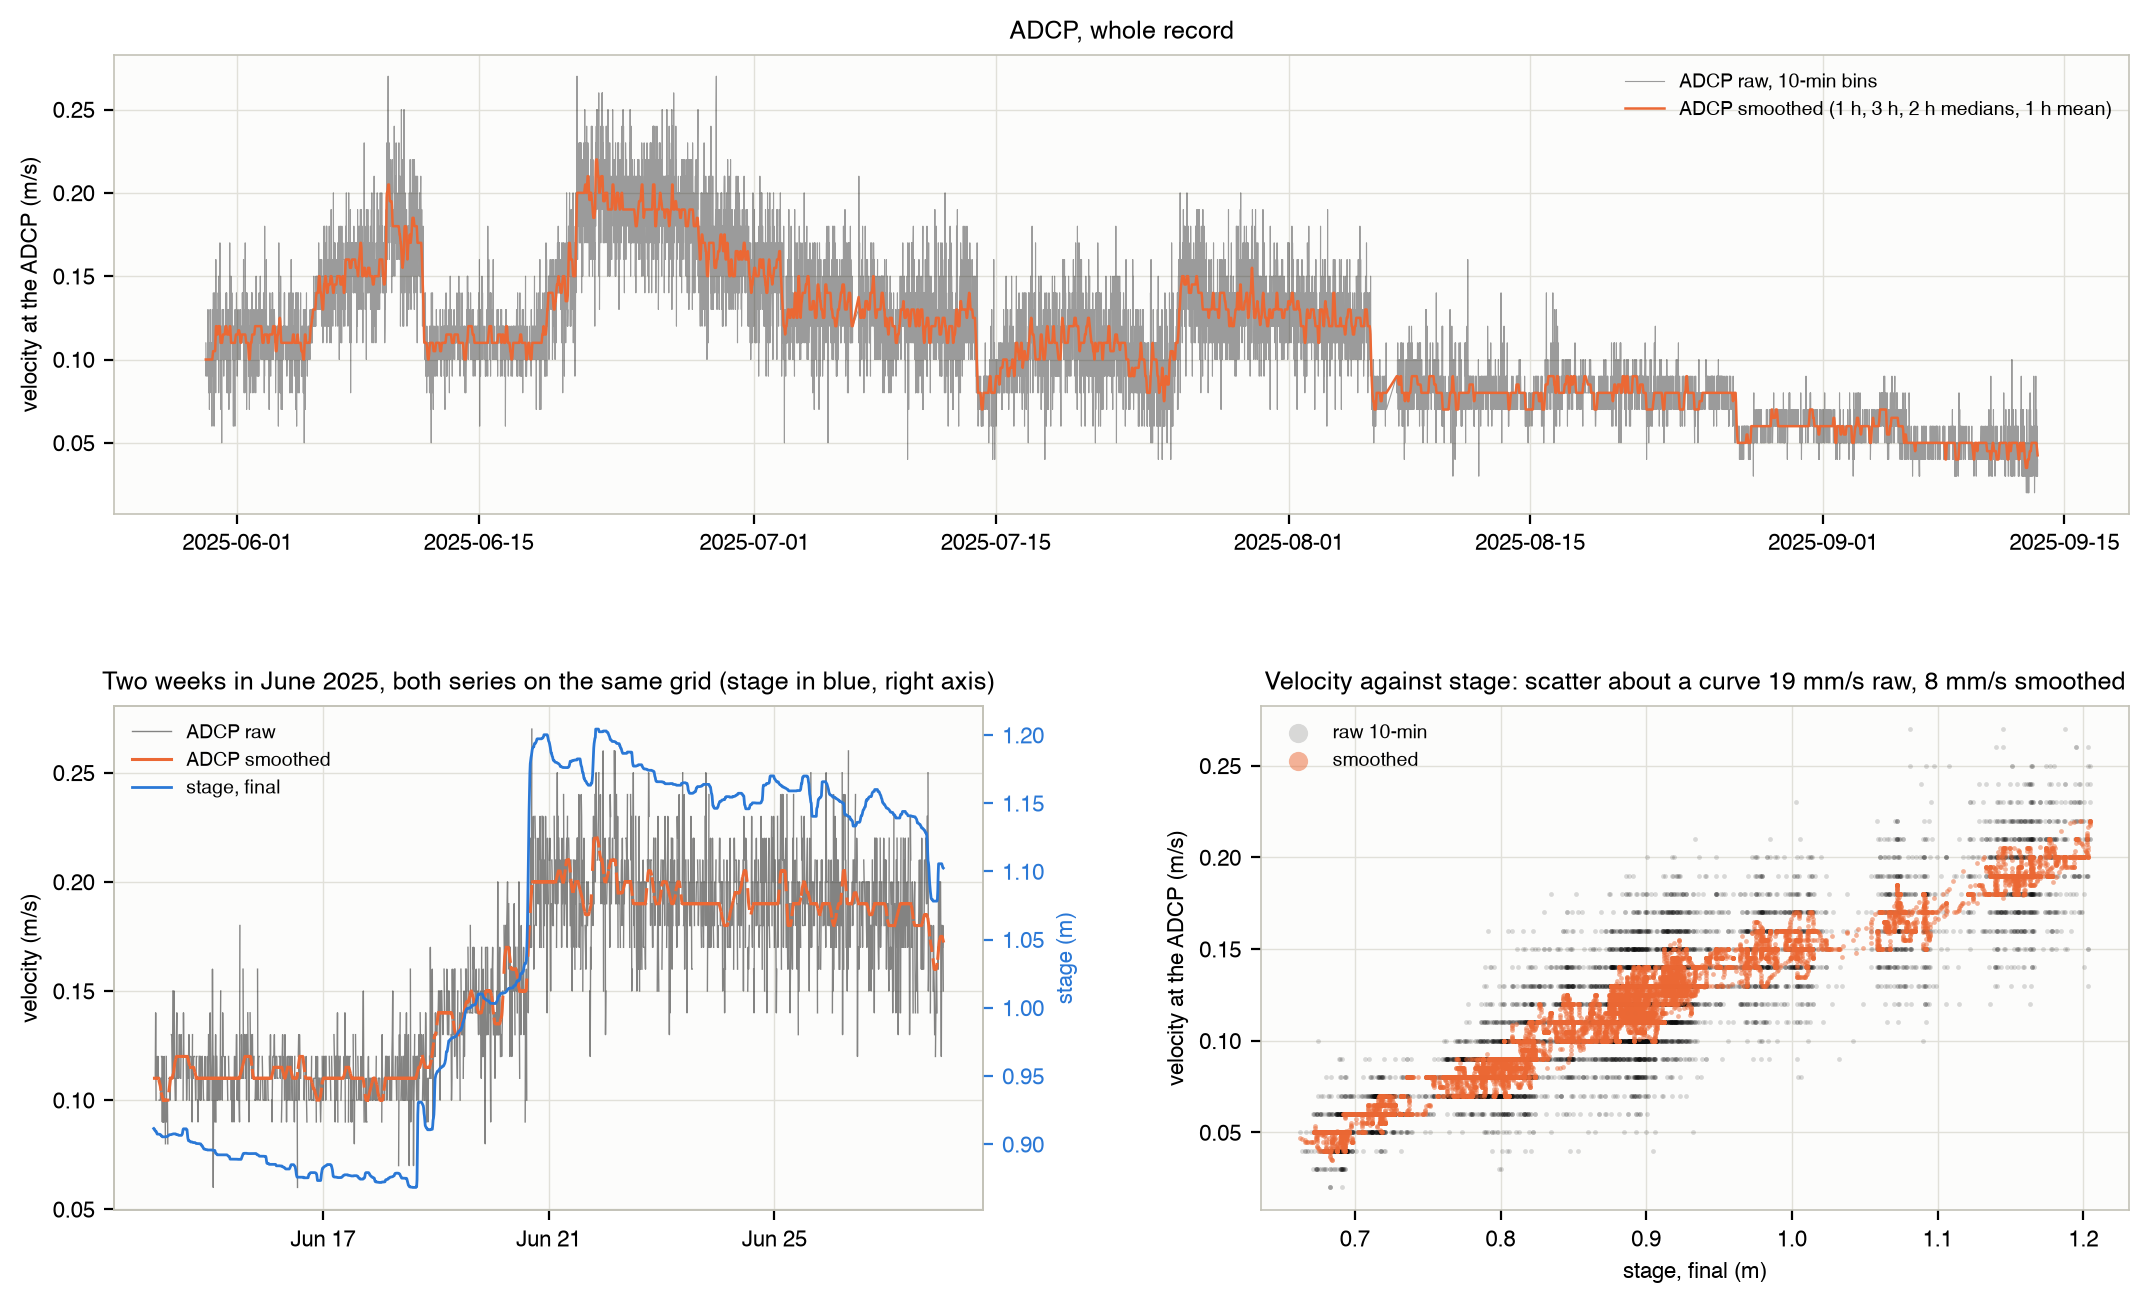 ADCP, whole record
ADCP raw, 10-min bins
ADCP smoothed (1 h, 3 h, 2 h medians, 1 h mean)
velocity at the ADCP (m/s)
0.25
0.20
0.15
0.10
0.05
2025-06-01 2025-06-15 2025-07-01 2025-07-15 2025-08-01 2025-08-15 2025-09-01 2025-09-15
Two weeks in June 2025, both series on the same grid (stage in blue, right axis)
ADCP raw
ADCP smoothed
stage, final
velocity (m/s)
0.25
0.20
0.15
0.10
0.05
1.20
1.15
1.10
1.05
1.00
0.95
0.90
stage (m)
Jun 17 Jun 21 Jun 25
Velocity against stage: scatter about a curve 19 mm/s raw, 8 mm/s smoothed
raw 10-min
smoothed
velocity at the ADCP (m/s)
0.25
0.20
0.15
0.10
0.05
0.7 0.8 0.9 1.0 1.1 1.2
stage, final (m)